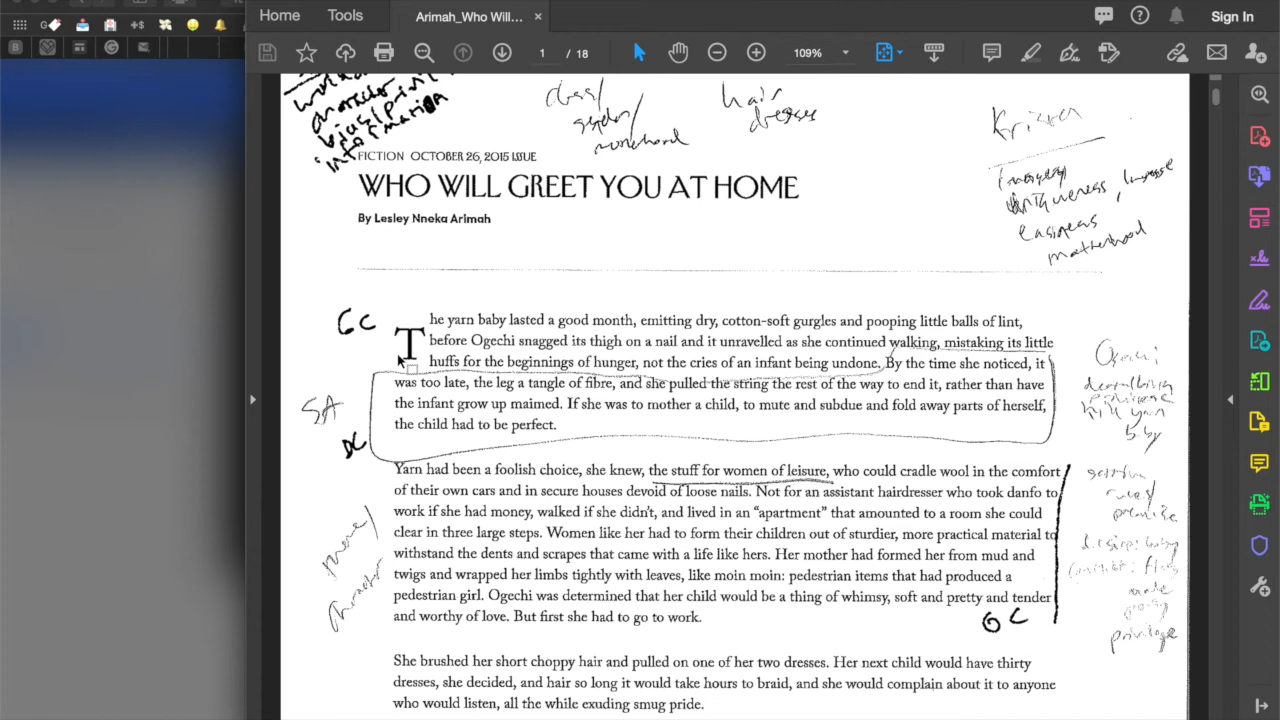 Home
Tools
Arimah_Who Will... ×
Sign In
1 / 18
109%
class/
gender/
motherhood
hair
dresses
Krista
FICTION OCTOBER 26, 2015 ISSUE
WHO WILL GREET YOU AT HOME
By Lesley Nneka Arimah
uniqueness
easiness
motherhood
GC
The yarn baby lasted a good month, emitting dry, cotton-soft gurgles and pooping little balls of lint,
before Ogechi snagged its thigh on a nail and it unravelled as she continued walking, mistaking its little
huffs for the beginnings of hunger, not the cries of an infant being undone. By the time she noticed, it
was too late, the leg a tangle of fibre, and she pulled the string the rest of the way to end it, rather than have
the infant grow up maimed. If she was to mother a child, to mute and subdue and fold away parts of herself,
the child had to be perfect.
Ogechi
SA
DC
Yarn had been a foolish choice, she knew, the stuff for women of leisure, who could cradle wool in the comfort
of their own cars and in secure houses devoid of loose nails. Not for an assistant hairdresser who took danfo to
work if she had money, walked if she didn't, and lived in an “apartment” that amounted to a room she could
clear in three large steps. Women like her had to form their children out of sturdier, more practical material to
withstand the dents and scrapes that came with a life like hers. Her mother had formed her from mud and
twigs and wrapped her limbs tightly with leaves, like moin moin: pedestrian items that had produced a
pedestrian girl. Ogechi was determined that her child would be a thing of whimsy, soft and pretty and tender
and worthy of love. But first she had to go to work.
character
GC
privilege
She brushed her short choppy hair and pulled on one of her two dresses. Her next child would have thirty
dresses, she decided, and hair so long it would take hours to braid, and she would complain about it to anyone
who would listen, all the while exuding smug pride.